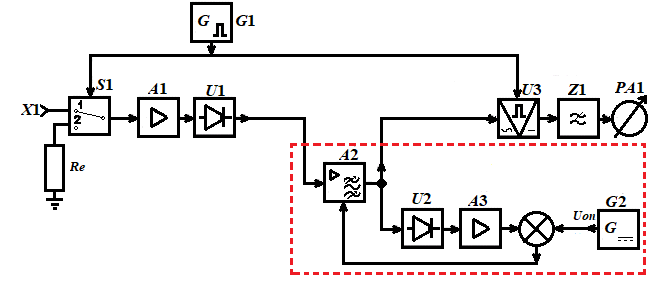 G G1
S1 A1 U1 U3 Z1 PA1
X1 1
2
Re
A2
U2 A3 G2
Uon G